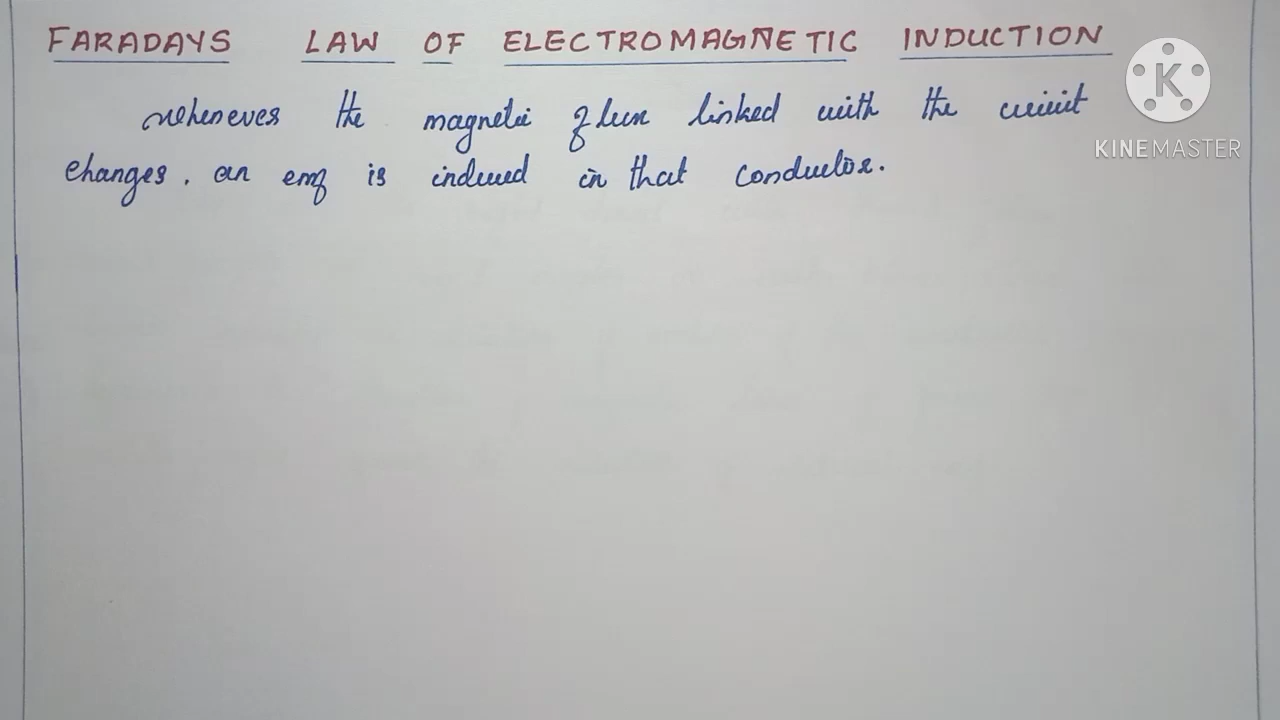 FARADAYS LAW OF ELECTROMAGNETIC INDUCTION
Whenever the magnetic flux linked with the circuit
changes, an emf is induced in that conductor.
K
KINEMASTER